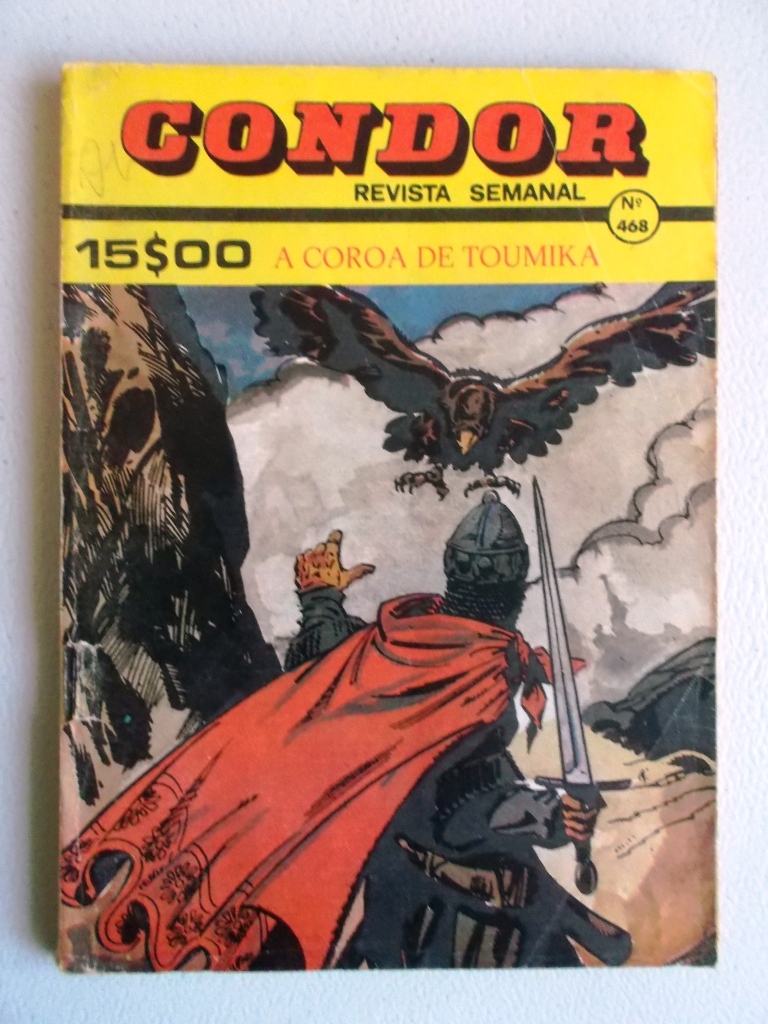 CONDOR
REVISTA SEMANAL
Nº
468
15$00 A COROA DE TOUMIKA